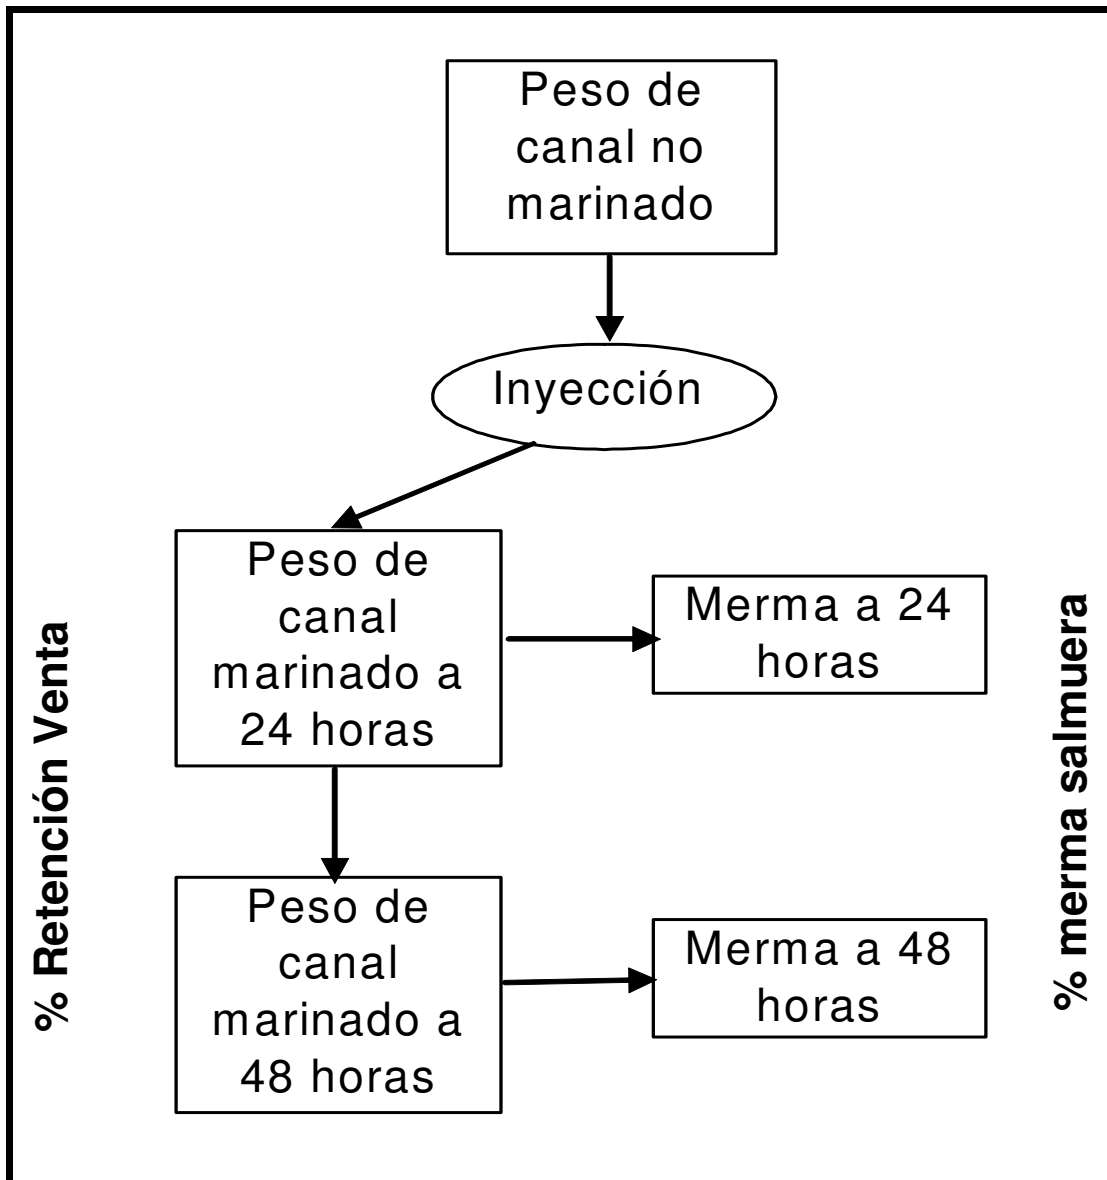 Peso de
canal no
marinado
Inyección
Peso de
canal
marinado a
24 horas
Merma a 24
horas
Peso de
canal
marinado a
48 horas
Merma a 48
horas
% Retención Venta
% merma salmuera